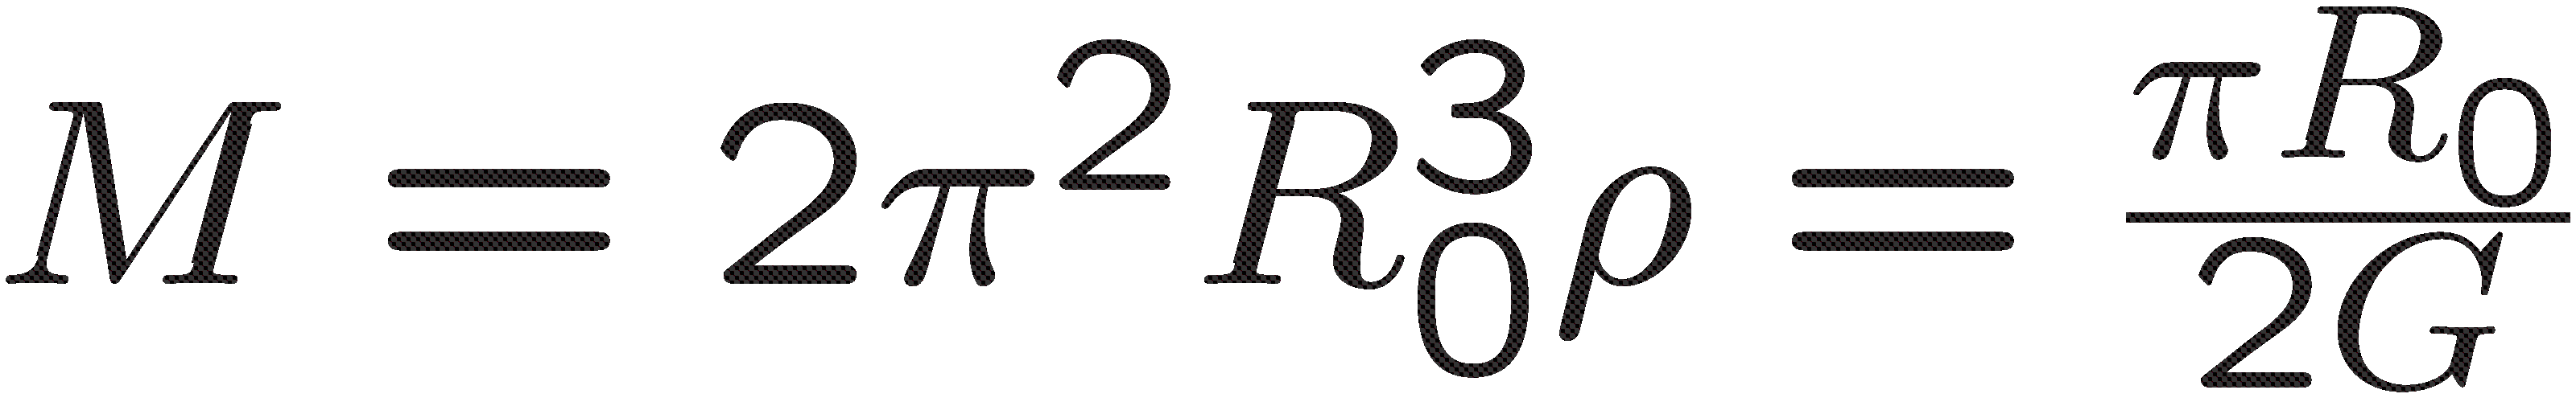 M = 2π²R₀³ρ = πR₀/2G